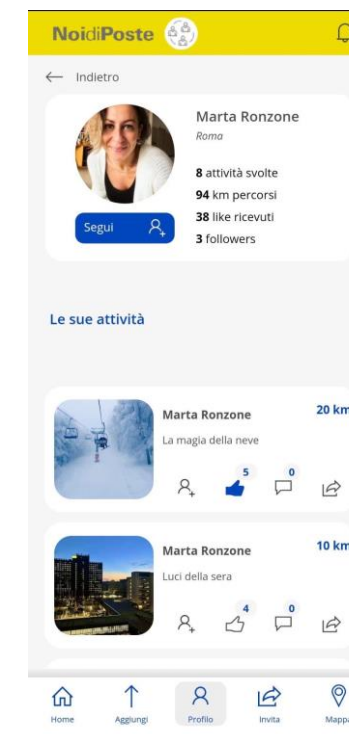 NoidiPoste
Indietro
Marta Ronzone
Roma
8 attività svolte
94 km percorsi
38 like ricevuti
3 followers
Segui
Le sue attività
Marta Ronzone
20 km
La magia della neve
5
0
Marta Ronzone
10 km
Luci della sera
4
0
Home
Aggiungi
Profilo
Invita
Mappa